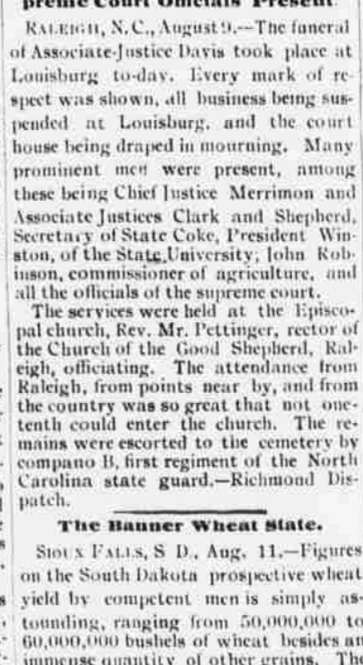 preme Court Officials Present.
RALEIGH, N. C., August 9.—The funeral
of Associate-Justice Davis took place at
Louisburg to-day. Every mark of re-
spect was shown, all business being sus-
pended at Louisburg, and the court
house being draped in mourning. Many
prominent men were present, among
these being Chief Justice Merrimon and
Associate Justices Clark and Shepherd,
Secretary of State Coke, President Win-
ston, of the State University; John Rob-
inson, commissioner of agriculture, and
all the officials of the supreme court.
The services were held at the Episco-
pal church, Rev. Mr. Pettinger, rector of
the Church of the Good Shepherd, Ral-
eigh, officiating. The attendance from
Raleigh, from points near by, and from
the country was so great that not one-
tenth could enter the church. The re-
mains were escorted to the cemetery by
compano B, first regiment of the North
Carolina state guard.—Richmond Dis-
patch.
The Banner Wheat State.
SIOUX FALLS, S D., Aug. 11.—Figures
on the South Dakota prospective wheat
yield by competent men is simply as-
tounding, ranging from 50,000,000 to
60,000,000 bushels of wheat besides an
immense quantity of other grains. The